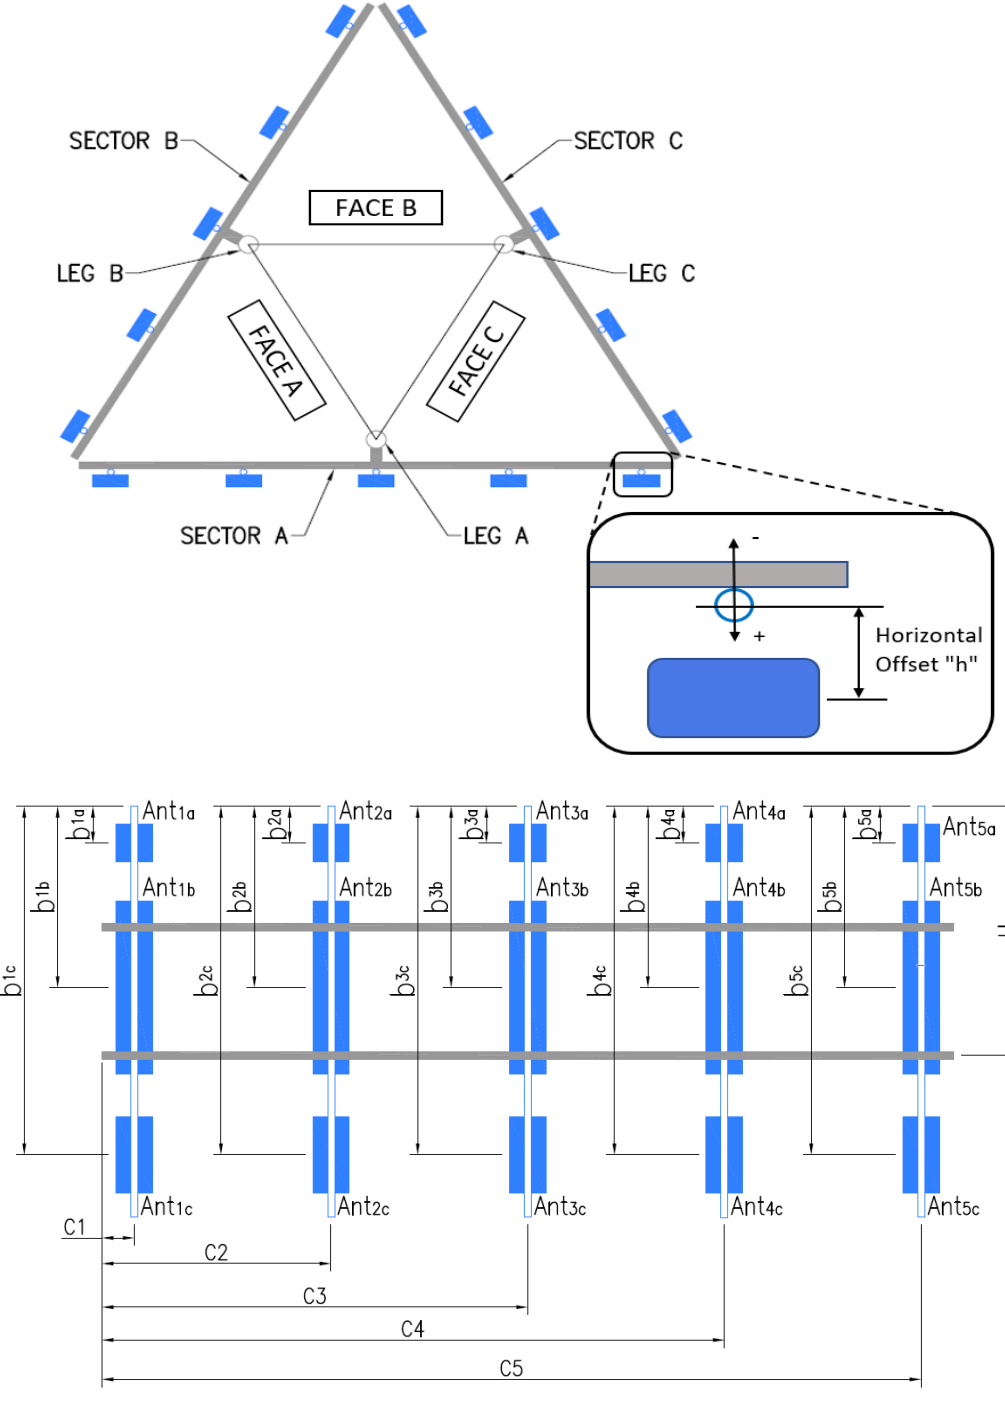 SECTOR B
SECTOR C
FACE B
LEG B
LEG C
FACE A
FACE C
SECTOR A
LEG A
-
+
Horizontal
Offset "h"
b1a
Ant1a
b2a
Ant2a
b3a
Ant3a
b4a
Ant4a
b5a
Ant5a
b1b
Ant1b
b2b
Ant2b
b3b
Ant3b
b4b
Ant4b
b5b
Ant5b
b1c
b2c
b3c
b4c
b5c
Ant1c
Ant2c
Ant3c
Ant4c
Ant5c
C1
C2
C3
C4
C5